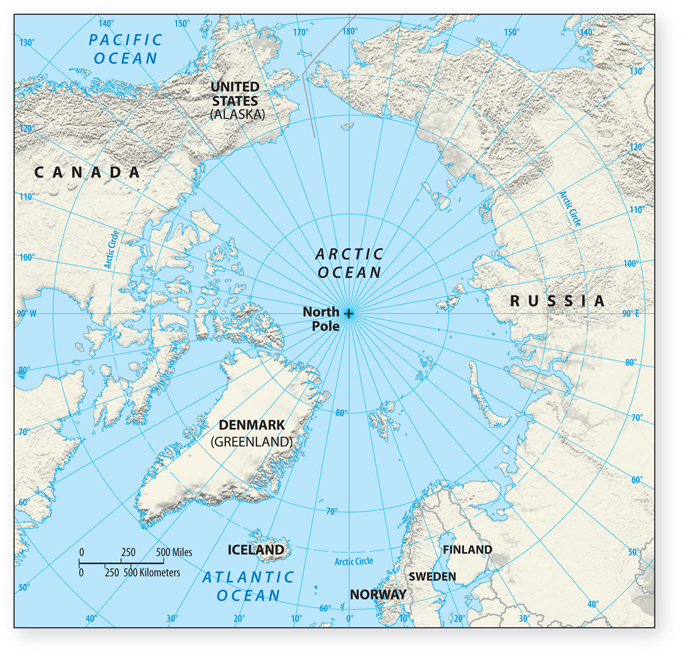 140°
150°
160°
170°
180°
170°
160°
150°
140°
130°
PACIFIC
OCEAN
130°
UNITED
STATES
(ALASKA)
120°
120°
CANADA
110°
Arctic Circle
110°
Arctic Circle
100°
ARCTIC
OCEAN
100°
90° W
North
Pole
RUSSIA
90° E
80°
80°
80°
70°
DENMARK
(GREENLAND)
70°
60°
70°
60°
0 250 500 Miles
0 250 500 Kilometers
ICELAND
Arctic Circle
FINLAND
50°
50°
ATLANTIC
OCEAN
SWEDEN
NORWAY
60°
40°
30°
20°
10°
0°
10°
20°
30°
40°